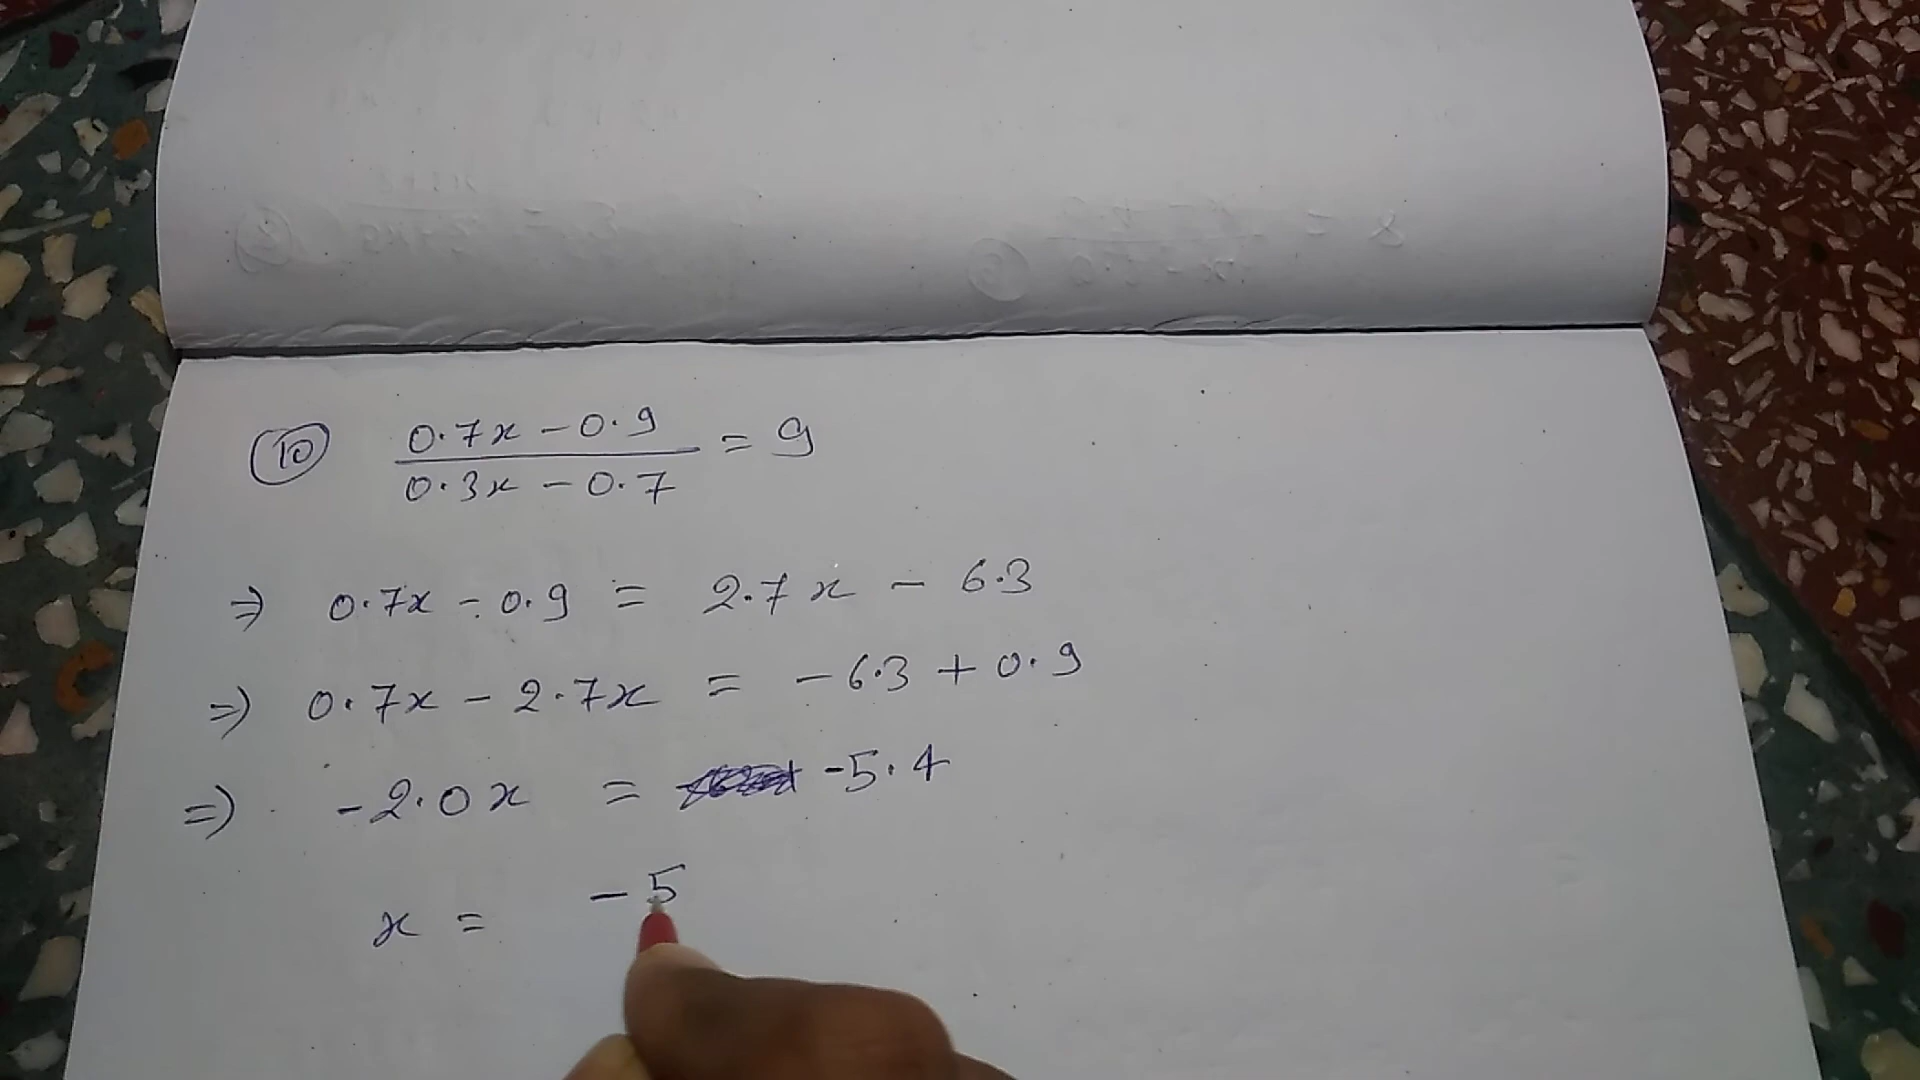 10 (0.7x - 0.9)/(0.3x - 0.7) = 9
⇒ 0.7x - 0.9 = 2.7x - 6.3
⇒ 0.7x - 2.7x = -6.3 + 0.9
⇒ -2.0x = -5.4
x = -5